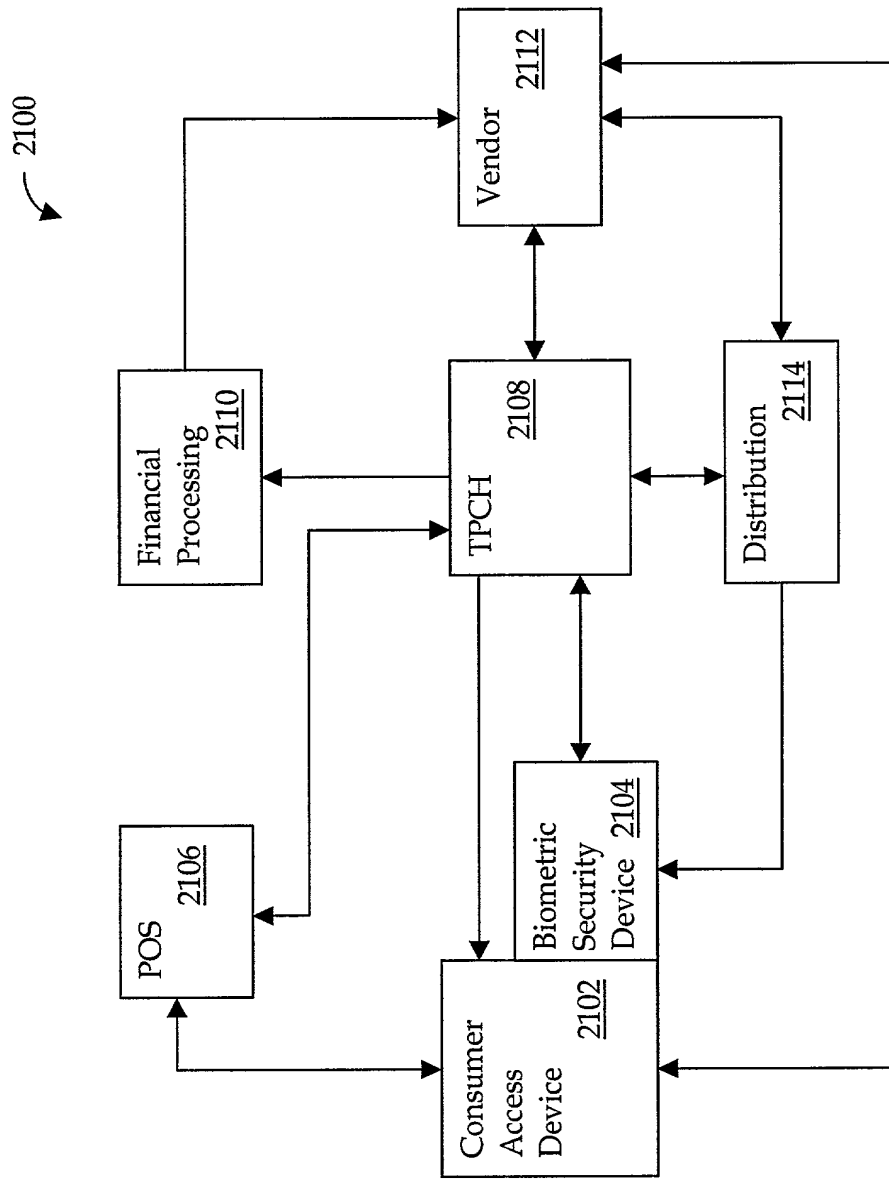 2100
POS
2106
Financial
Processing
2110
Consumer
Access
Device
2102
Biometric
Security
Device 2104
TPCH
2108
Vendor
2112
Distribution
2114